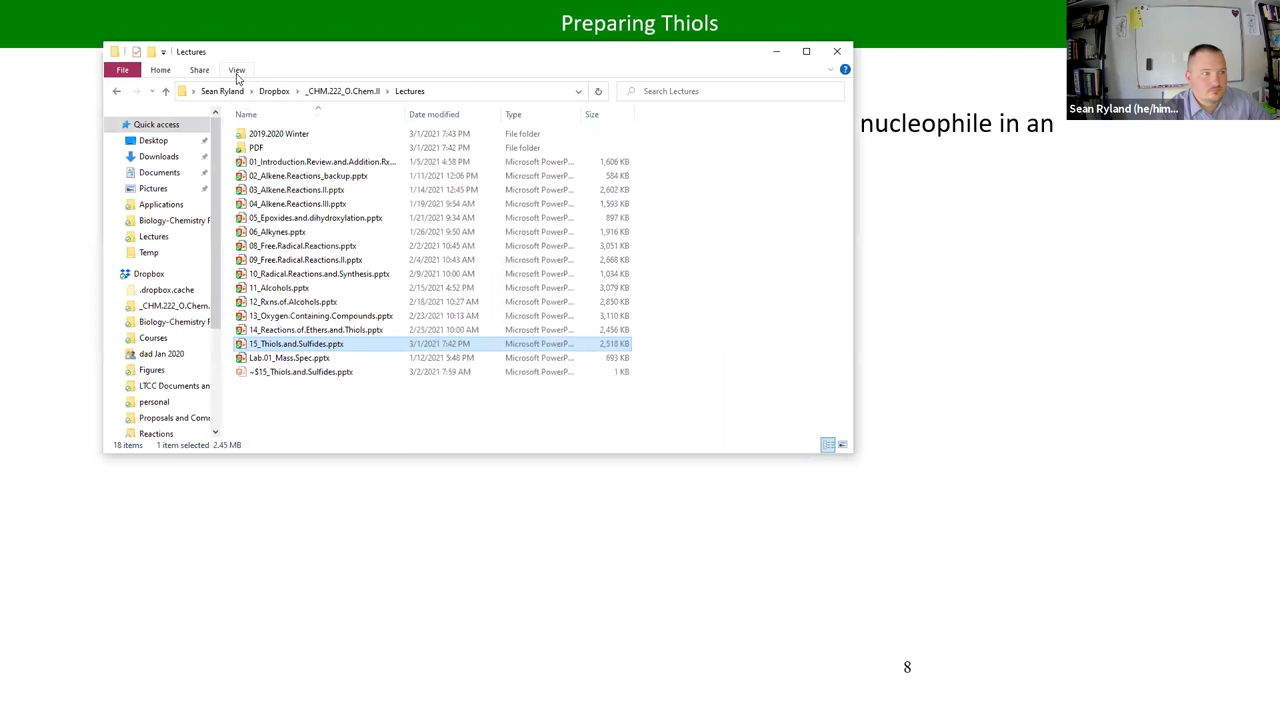 Preparing Thiols
Lectures
File Home Share View
Sean Ryland Dropbox _CHM.222_O.Chem.II Lectures Search Lectures
Sean Ryland (he/him...
nucleophile in an
Name Date modified Type Size
Quick access
Desktop
Downloads
Documents
Pictures
Applications
Biology-Chemistry F
Lectures
Temp
Dropbox
.dropbox.cache
_CHM.222_O.Chem.
Biology-Chemistry F
Courses
dad Jan 2020
Figures
LTCC Documents an
personal
Proposals and Comr
Reactions
2019.2020 Winter 3/1/2021 7:43 PM File folder
PDF 3/1/2021 7:42 PM File folder
01_Introduction.Review.and.Addition.Rx... 1/5/2021 4:58 PM Microsoft PowerP... 1,606 KB
02_Alkene.Reactions_backup.pptx 1/11/2021 12:06 PM Microsoft PowerP... 584 KB
03_Alkene.Reactions.II.pptx 1/14/2021 12:45 PM Microsoft PowerP... 2,602 KB
04_Alkene.Reactions.III.pptx 1/19/2021 9:54 AM Microsoft PowerP... 1,593 KB
05_Epoxides.and.dihydroxylation.pptx 1/21/2021 9:34 AM Microsoft PowerP... 897 KB
06_Alkynes.pptx 1/26/2021 9:50 AM Microsoft PowerP... 1,916 KB
08_Free.Radical.Reactions.pptx 2/2/2021 10:45 AM Microsoft PowerP... 3,051 KB
09_Free.Radical.Reactions.II.pptx 2/4/2021 10:43 AM Microsoft PowerP... 2,668 KB
10_Radical.Reactions.and.Synthesis.pptx 2/9/2021 10:00 AM Microsoft PowerP... 1,034 KB
11_Alcohols.pptx 2/15/2021 4:52 PM Microsoft PowerP... 3,079 KB
12_Rxns.of.Alcohols.pptx 2/18/2021 10:27 AM Microsoft PowerP... 2,850 KB
13_Oxygen.Containing.Compounds.pptx 2/23/2021 10:13 AM Microsoft PowerP... 3,110 KB
14_Reactions.of.Ethers.and.Thiols.pptx 2/25/2021 10:00 AM Microsoft PowerP... 2,456 KB
15_Thiols.and.Sulfides.pptx 3/1/2021 7:42 PM Microsoft PowerP... 2,518 KB
Lab.01_Mass.Spec.pptx 1/12/2021 5:48 PM Microsoft PowerP... 693 KB
~$15_Thiols.and.Sulfides.pptx 3/2/2021 7:59 AM Microsoft PowerP... 1 KB
18 items 1 item selected 2.45 MB
8